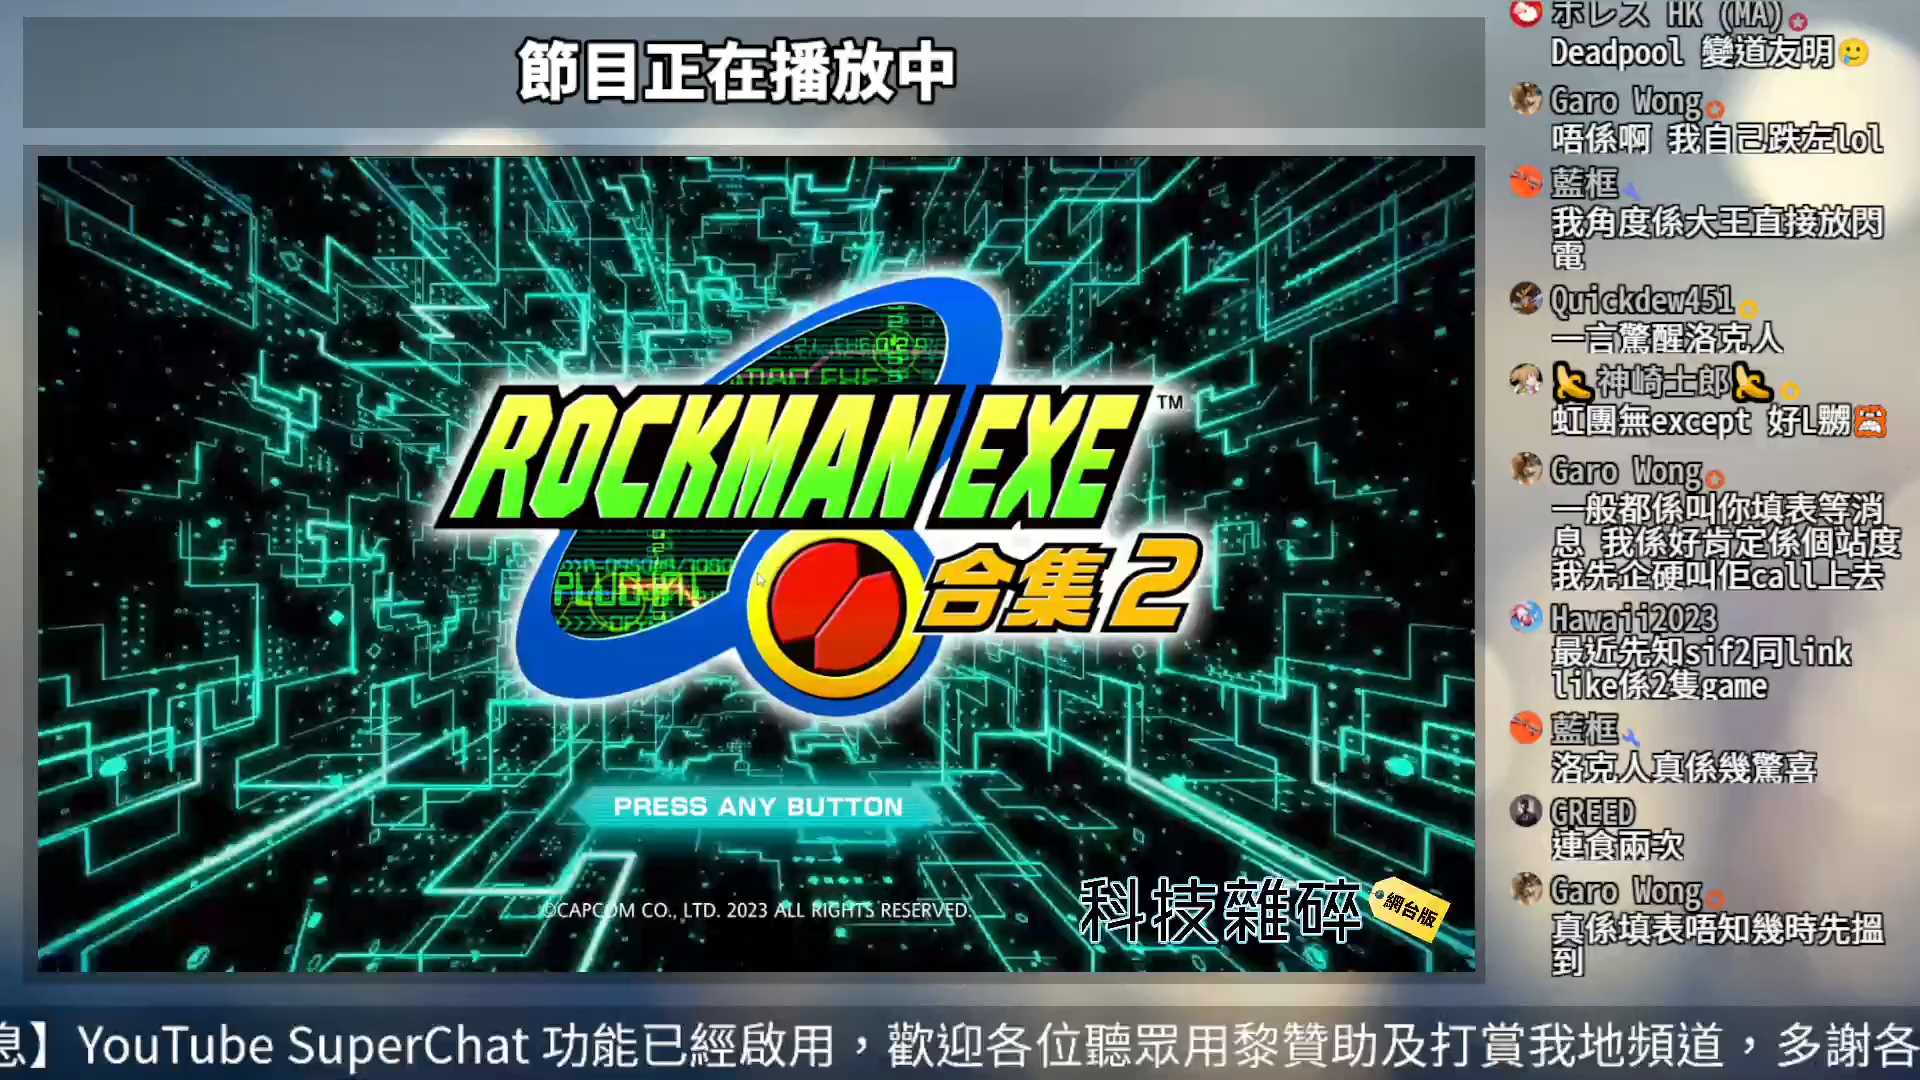 節目正在播放中
ROCKMAN EXE™
合集2
PRESS ANY BUTTON
©CAPCOM CO., LTD. 2023 ALL RIGHTS RESERVED.
科技雜碎
網台版
ホレス HK (MA)
Deadpool 變道友明🥲
Garo Wong
唔係啊 我自己跌左lol
藍框
我角度係大王直接放閃
電
Quickdew451
一言驚醒洛克人
🍌神崎士郎🍌
虹團無except 好L嬲
Garo Wong
一般都係叫你填表等消
息 我係好肯定係個站度
我先企硬叫佢call上去
Hawaii2023
最近先知sif2同link
like係2隻game
藍框
洛克人真係幾驚喜
GREED
連食兩次
Garo Wong
真係填表唔知幾時先搵
到
息】YouTube SuperChat 功能已經啟用，歡迎各位聽眾用黎贊助及打賞我地頻道，多謝各